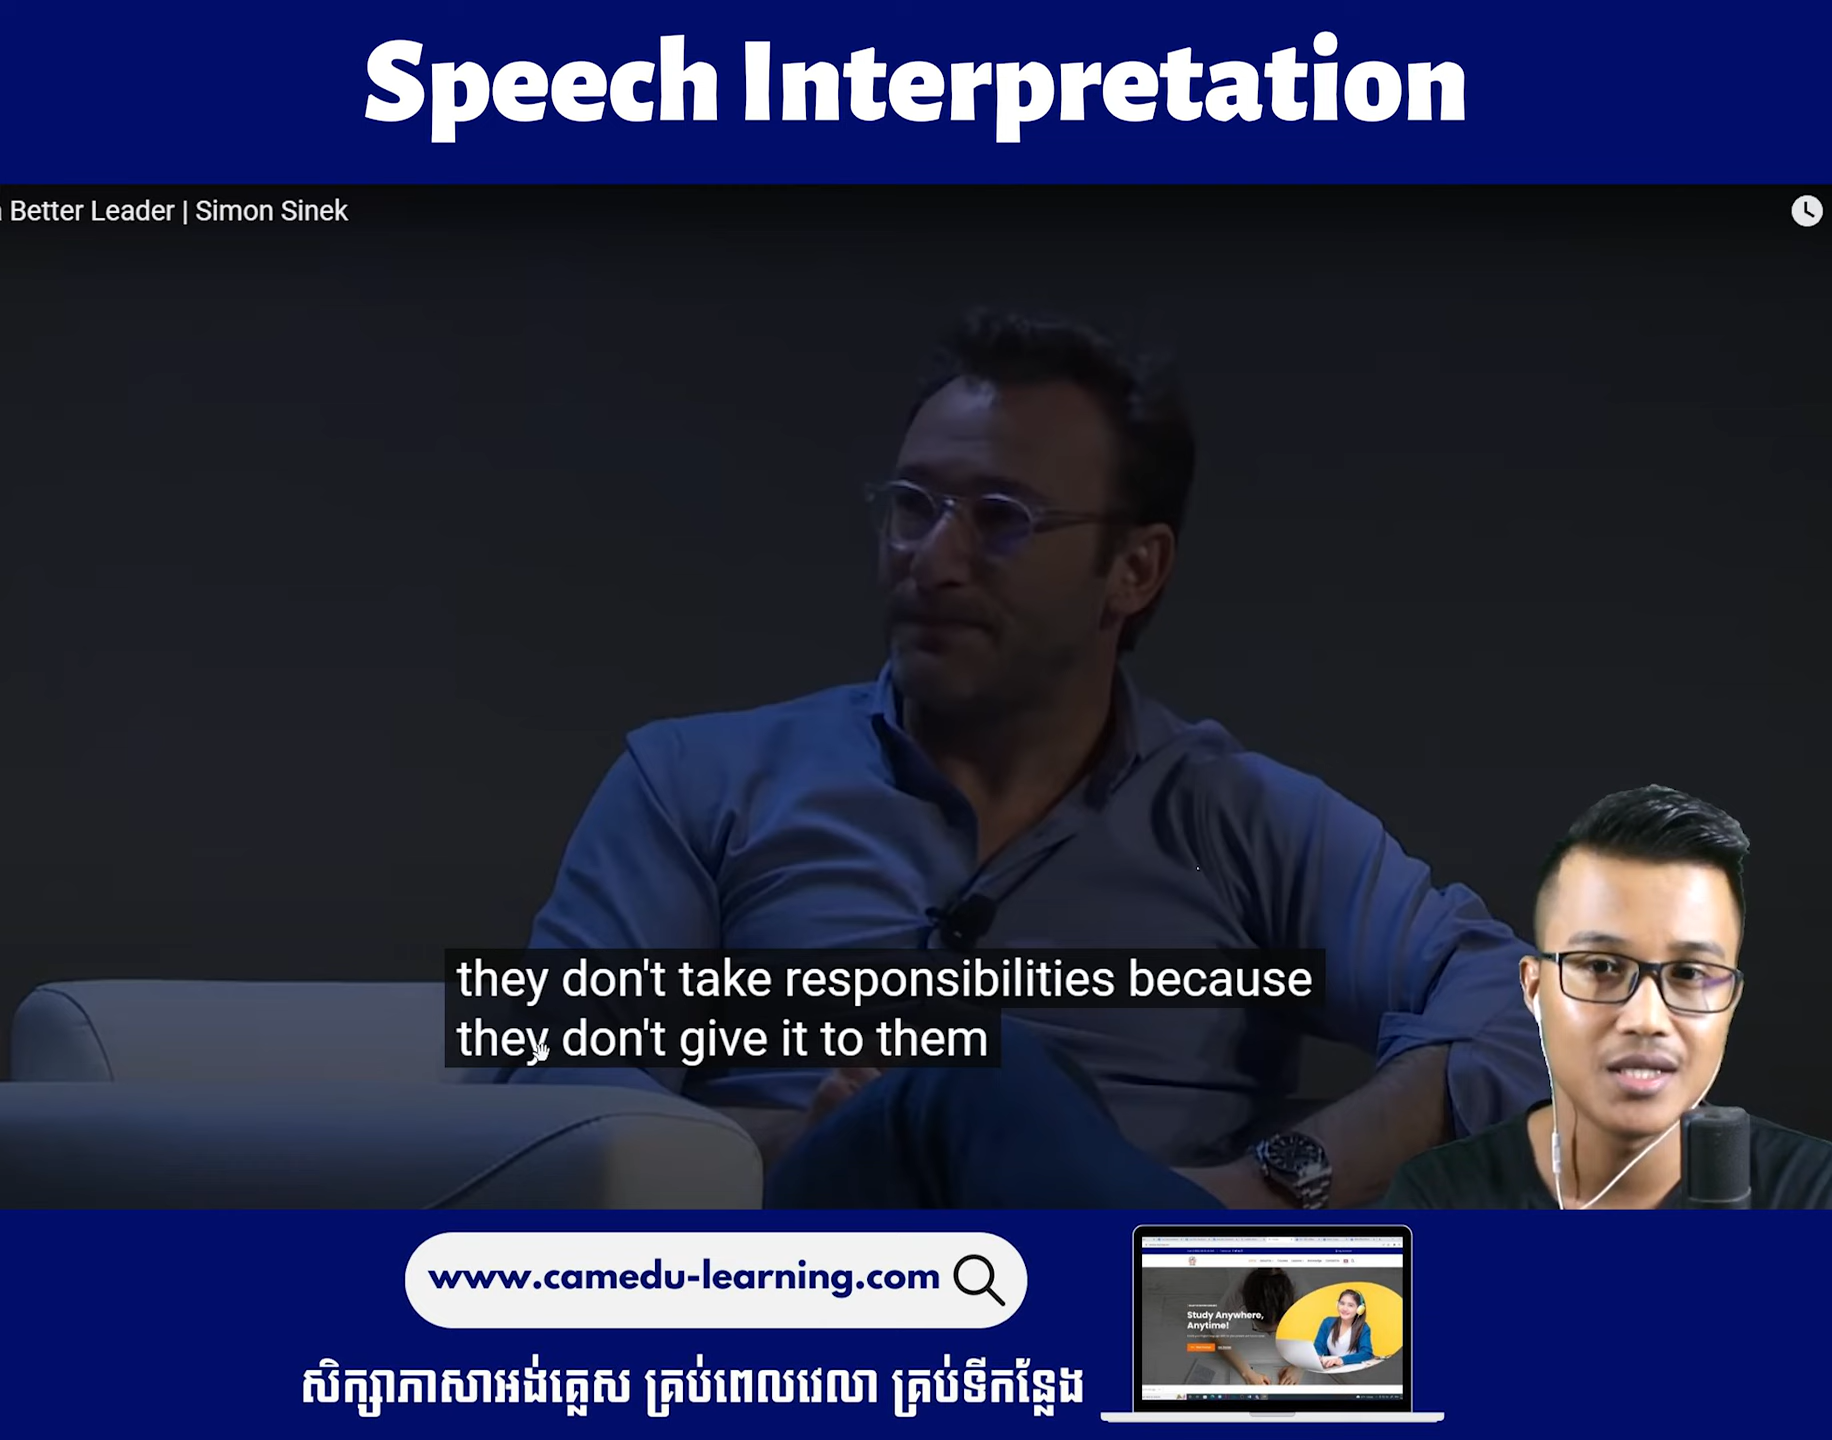 Speech Interpretation
Better Leader | Simon Sinek
they don't take responsibilities because
they don't give it to them
www.camedu-learning.com
Study Anywhere,
Anytime!
សិក្សាភាសាអង់គ្លេស គ្រប់ពេលវេលា គ្រប់ទីកន្លែង